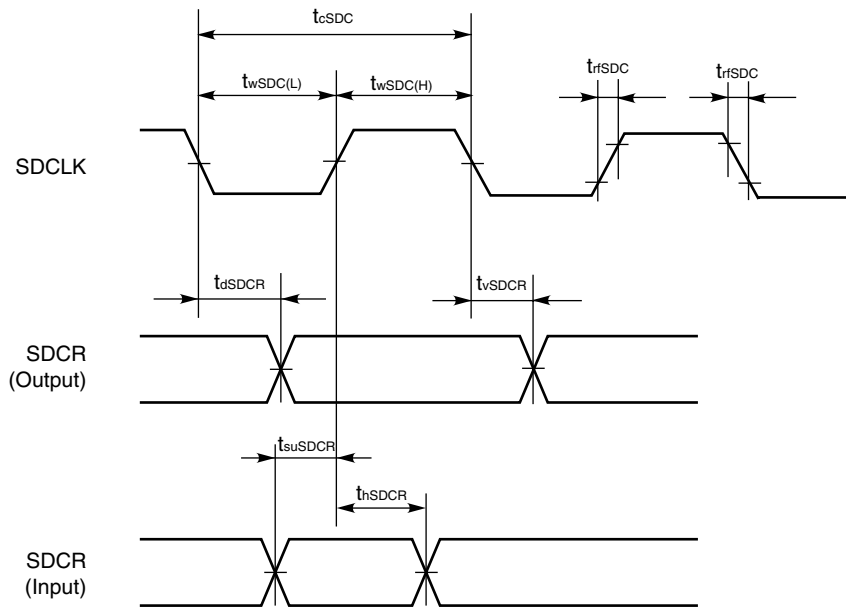 tcSDC
twSDC(L) twSDC(H)
trfSDC trfSDC
SDCLK
tdSDCR tvSDCR
SDCR
(Output)
tsuSDCR
thSDCR
SDCR
(Input)